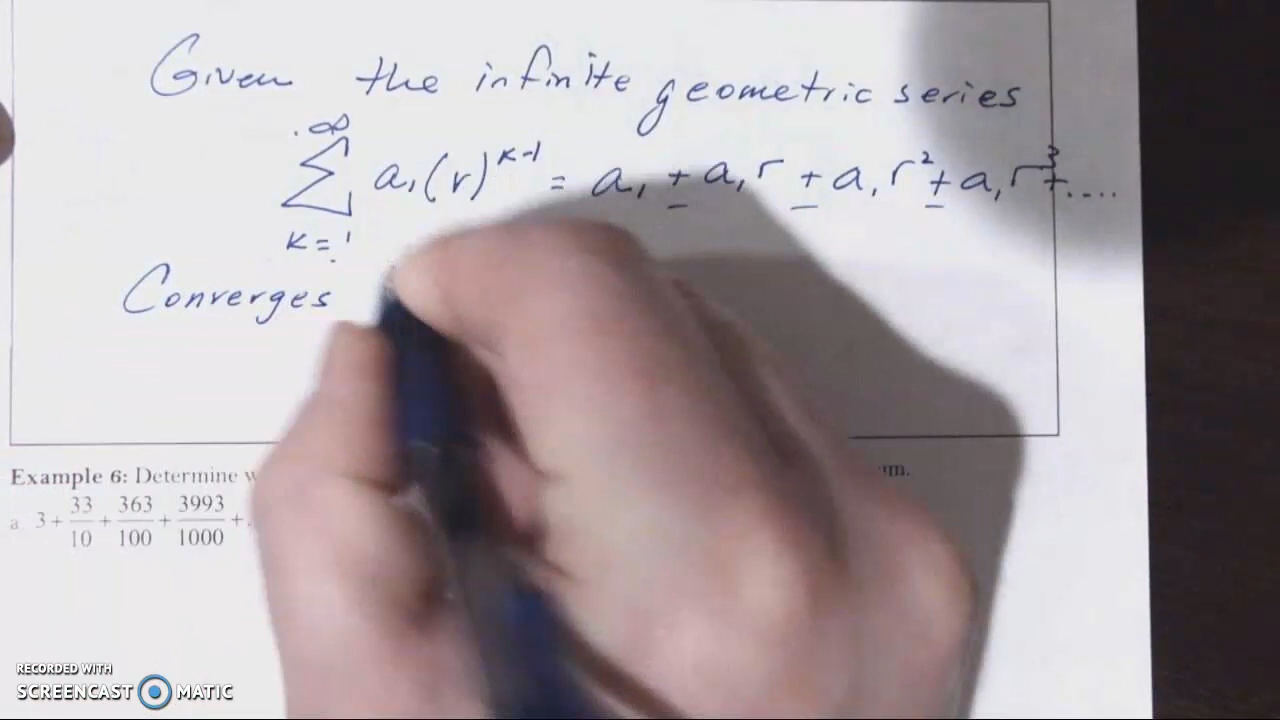 Given the infinite geometric series
∞
∑ a₁(r)ᴷ⁻¹ = a₁ ± a₁r ± a₁r² ± a₁r³ + ....
K=1
Converges
Example 6: Determine
um.
a. 3 + 33/10 + 363/100 + 3993/1000 +.
RECORDED WITH
SCREENCAST MATIC